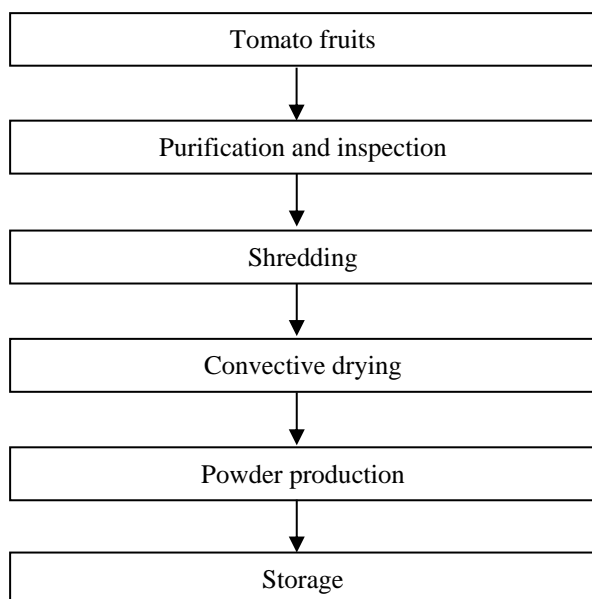 Tomato fruits
Purification and inspection
Shredding
Convective drying
Powder production
Storage